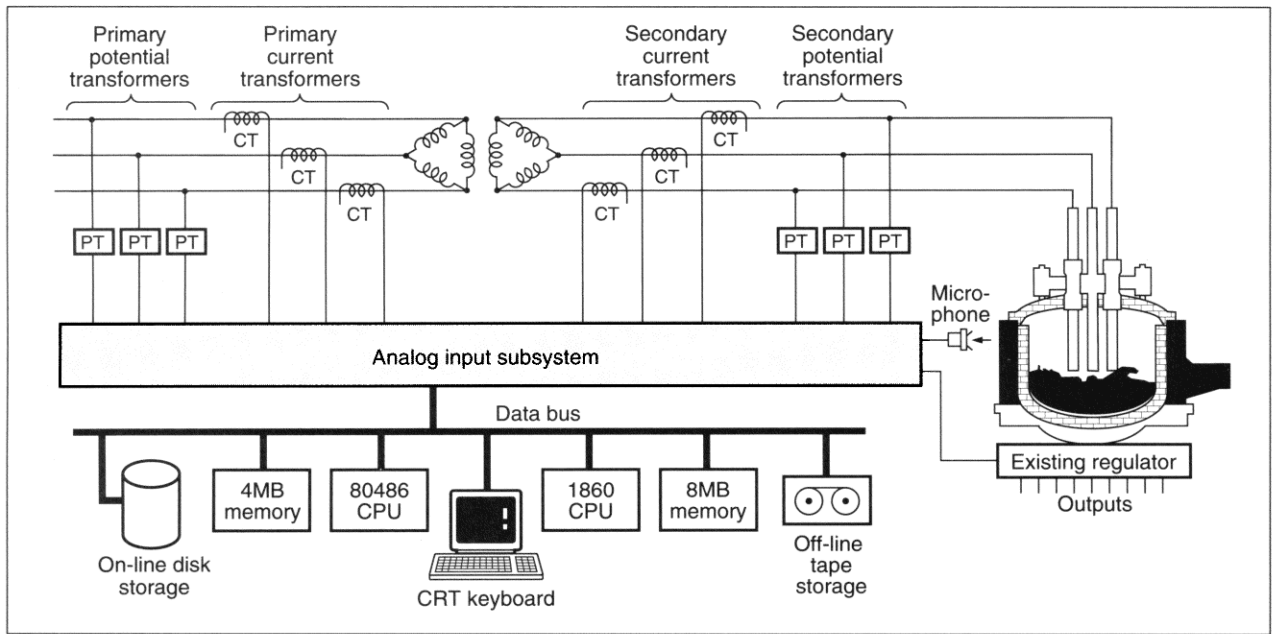 Primary
potential
transformers
Primary
current
transformers
Secondary
current
transformers
Secondary
potential
transformers
CT
CT
CT
CT
CT
CT
PT
PT
PT
PT
PT
PT
Micro-
phone
Analog input subsystem
Data bus
Existing regulator
Outputs
4MB
memory
80486
CPU
1860
CPU
8MB
memory
On-line disk
storage
CRT keyboard
Off-line
tape
storage